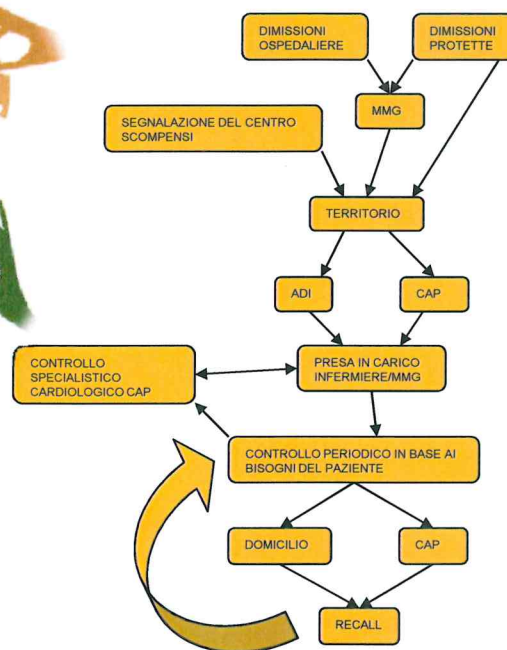 DIMISSIONI
OSPEDALIERE
DIMISSIONI
PROTETTE
MMG
SEGNALAZIONE DEL CENTRO
SCOMPENSI
TERRITORIO
ADI
CAP
CONTROLLO
SPECIALISTICO
CARDIOLOGICO CAP
PRESA IN CARICO
INFERMIERE/MMG
CONTROLLO PERIODICO IN BASE AI
BISOGNI DEL PAZIENTE
DOMICILIO
CAP
RECALL